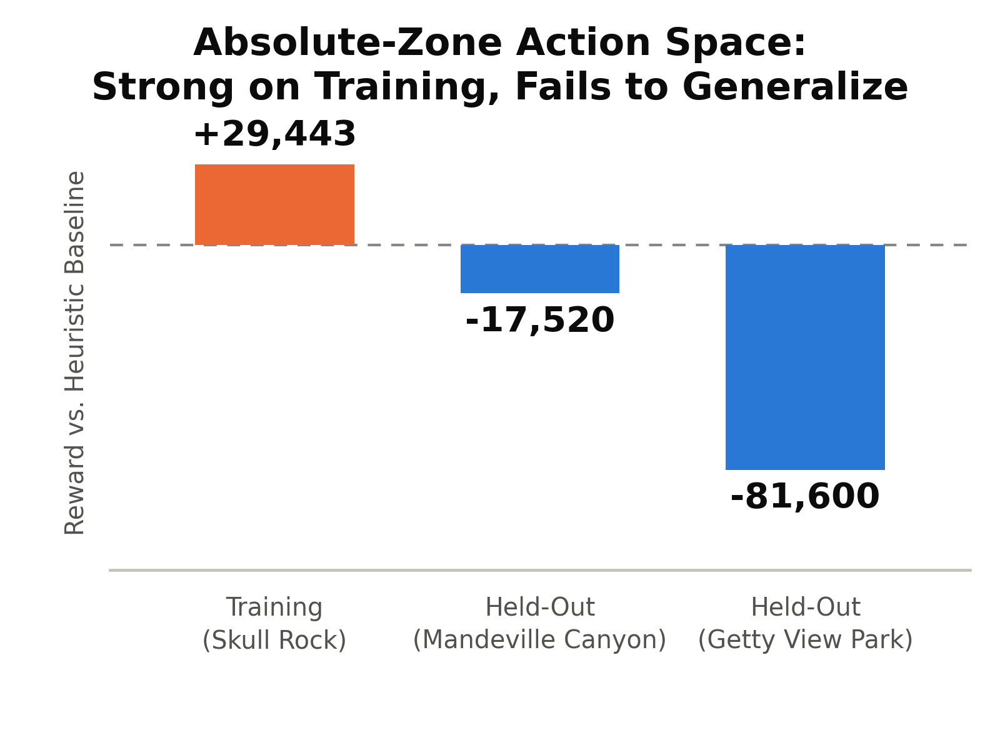 Absolute-Zone Action Space:
Strong on Training, Fails to Generalize
+29,443
-17,520
-81,600
Reward vs. Heuristic Baseline
Training
(Skull Rock)
Held-Out
(Mandeville Canyon)
Held-Out
(Getty View Park)